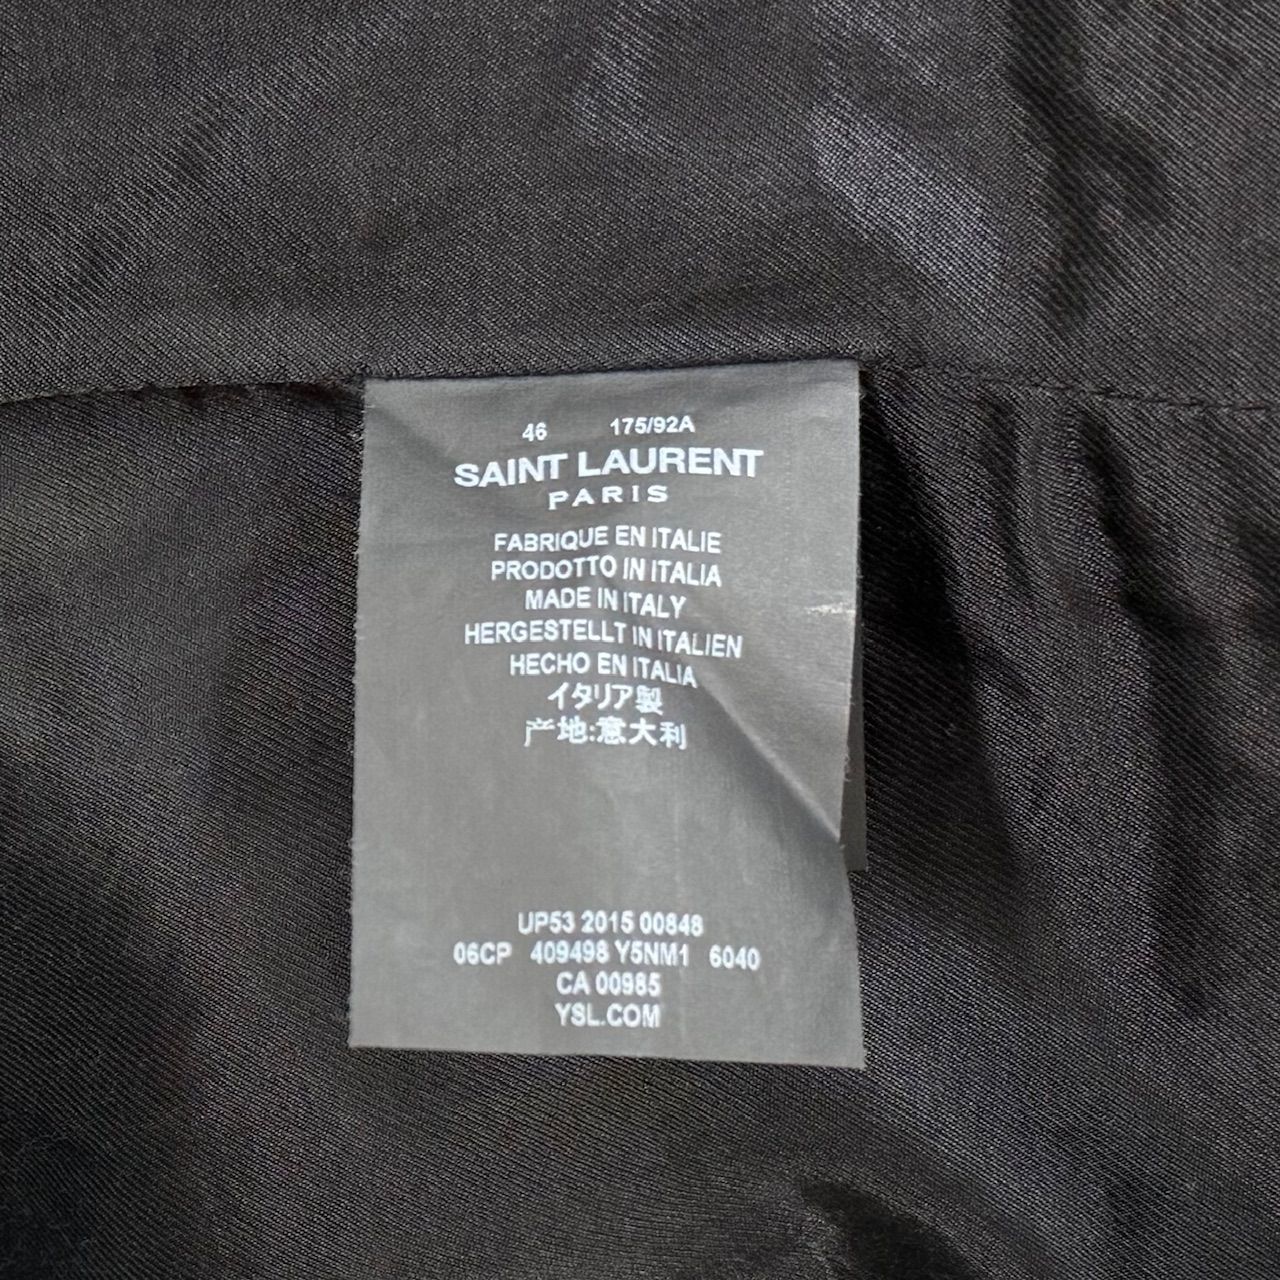 46 175/92A
SAINT LAURENT
PARIS
FABRIQUE EN ITALIE
PRODOTTO IN ITALIA
MADE IN ITALY
HERGESTELLT IN ITALIEN
HECHO EN ITALIA
イタリア製
产地:意大利
UP53 2015 00848
06CP 409498 Y5NM1 6040
CA 00985
YSL.COM